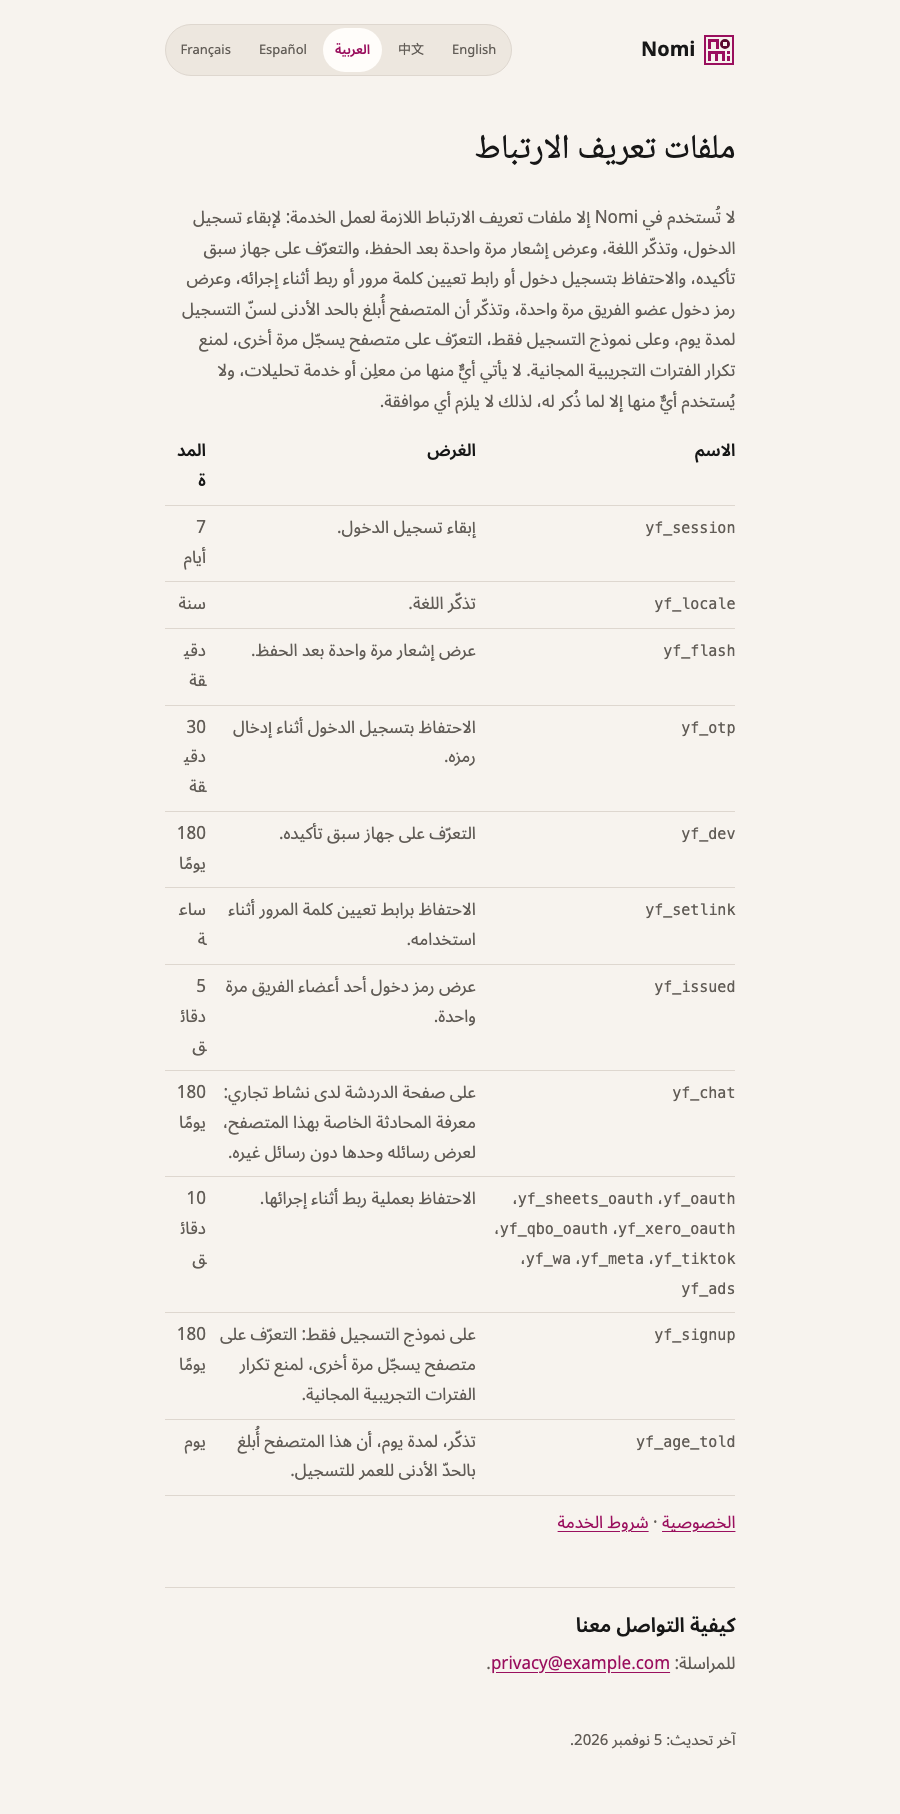 Nomi
English 中文 العربية Español Français
ملفات تعريف الارتباط
لا تُستخدم في Nomi إلا ملفات تعريف الارتباط اللازمة لعمل الخدمة: لإبقاء تسجيل
الدخول، وتذكّر اللغة، وعرض إشعار مرة واحدة بعد الحفظ، والتعرّف على جهاز سبق
تأكيده، والاحتفاظ بتسجيل دخول أو رابط تعيين كلمة مرور أو ربط أثناء إجرائه، وعرض
رمز دخول عضو الفريق مرة واحدة، وتذكّر أن المتصفح أُبلغ بالحد الأدنى لسنّ التسجيل
لمدة يوم، وعلى نموذج التسجيل فقط، التعرّف على متصفح يسجّل مرة أخرى، لمنع
تكرار الفترات التجريبية المجانية. لا يأتي أيٌّ منها من معلِن أو خدمة تحليلات، ولا
يُستخدم أيٌّ منها إلا لما ذُكر له، لذلك لا يلزم أي موافقة.
الاسم الغرض المدة
yf_session إبقاء تسجيل الدخول. 7 أيام
yf_locale تذكّر اللغة. سنة
yf_flash عرض إشعار مرة واحدة بعد الحفظ. دقيقة
yf_otp الاحتفاظ بتسجيل الدخول أثناء إدخال رمزه. 30 دقيقة
yf_dev التعرّف على جهاز سبق تأكيده. 180 يومًا
yf_setlink الاحتفاظ برابط تعيين كلمة المرور أثناء استخدامه. ساعة
yf_issued عرض رمز دخول أحد أعضاء الفريق مرة واحدة. 5 دقائق
yf_chat على صفحة الدردشة لدى نشاط تجاري: معرفة المحادثة الخاصة بهذا المتصفح، لعرض رسائله وحدها دون رسائل غيره. 180 يومًا
yf_oauth، yf_sheets_oauth، yf_xero_oauth، yf_qbo_oauth، yf_tiktok، yf_meta، yf_wa، yf_ads الاحتفاظ بعملية ربط أثناء إجرائها. 10 دقائق
yf_signup على نموذج التسجيل فقط: التعرّف على متصفح يسجّل مرة أخرى، لمنع تكرار الفترات التجريبية المجانية. 180 يومًا
yf_age_told تذكّر، لمدة يوم، أن هذا المتصفح أُبلغ بالحدّ الأدنى للعمر للتسجيل. يوم
الخصوصية · شروط الخدمة
كيفية التواصل معنا
للمراسلة: privacy@example.com.
آخر تحديث: 5 نوفمبر 2026.